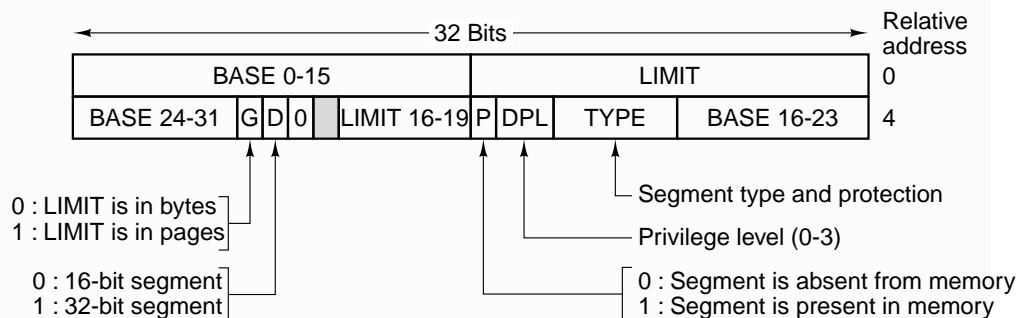 32 Bits
Relative
address
BASE 0-15
LIMIT
0
BASE 24-31
G
D
0
LIMIT 16-19
P
DPL
TYPE
BASE 16-23
4
0 : LIMIT is in bytes
1 : LIMIT is in pages
Segment type and protection
Privilege level (0-3)
0 : 16-bit segment
1 : 32-bit segment
0 : Segment is absent from memory
1 : Segment is present in memory